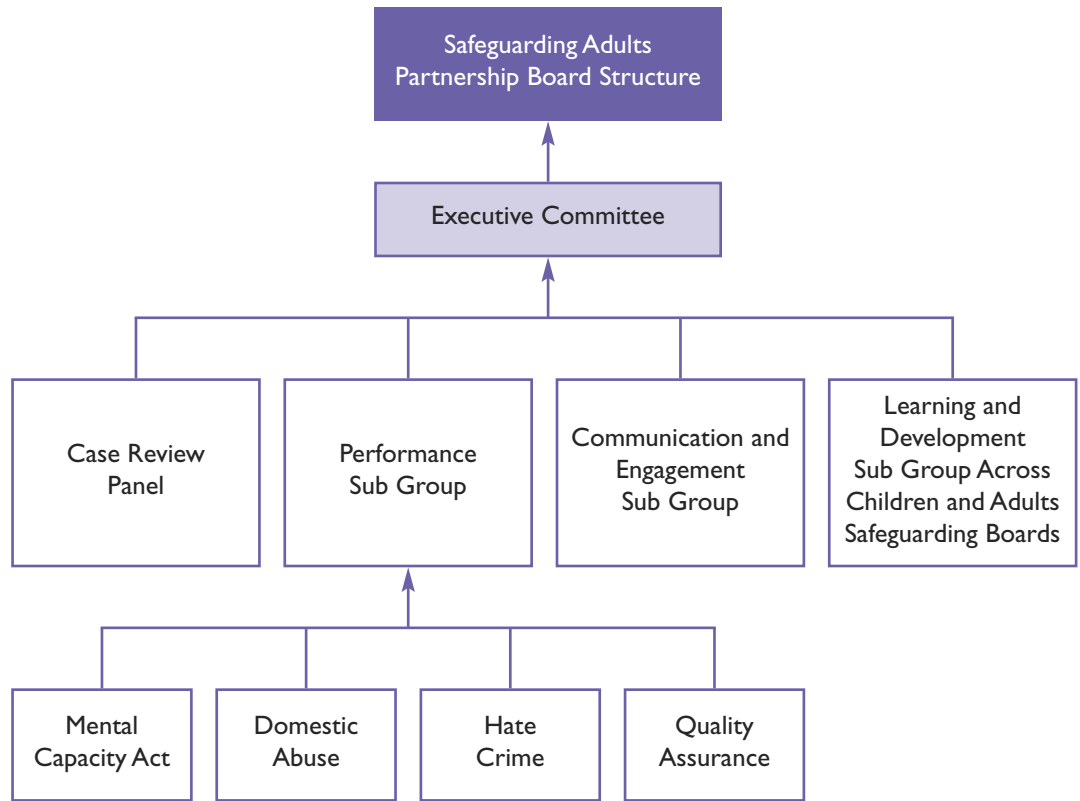 Safeguarding Adults
Partnership Board Structure
Executive Committee
Case Review
Panel
Performance
Sub Group
Communication and
Engagement
Sub Group
Learning and
Development
Sub Group Across
Children and Adults
Safeguarding Boards
Mental
Capacity Act
Domestic
Abuse
Hate
Crime
Quality
Assurance